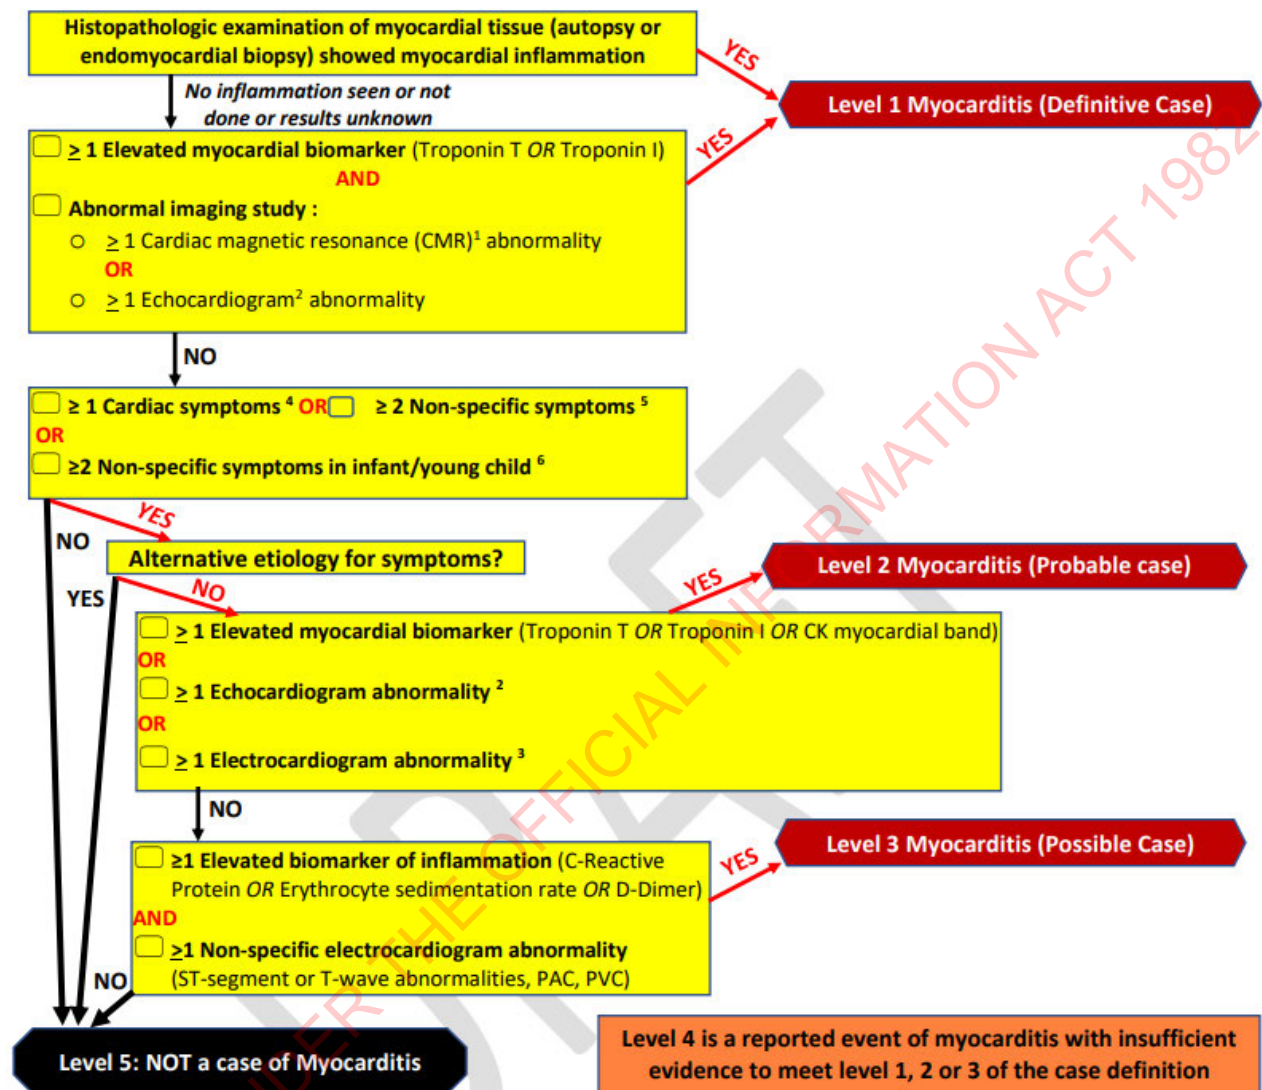 Histopathologic examination of myocardial tissue (autopsy or
endomyocardial biopsy) showed myocardial inflammation
YES
No inflammation seen or not
done or results unknown
Level 1 Myocarditis (Definitive Case)
YES
≥ 1 Elevated myocardial biomarker (Troponin T OR Troponin I)
AND
Abnormal imaging study :
≥ 1 Cardiac magnetic resonance (CMR)¹ abnormality
OR
≥ 1 Echocardiogram² abnormality
NO
≥ 1 Cardiac symptoms ⁴ OR ≥ 2 Non-specific symptoms ⁵
OR
≥2 Non-specific symptoms in infant/young child ⁶
YES
NO
Alternative etiology for symptoms?
YES
NO
YES
Level 2 Myocarditis (Probable case)
≥ 1 Elevated myocardial biomarker (Troponin T OR Troponin I OR CK myocardial band)
OR
≥ 1 Echocardiogram abnormality ²
OR
≥ 1 Electrocardiogram abnormality ³
NO
Level 3 Myocarditis (Possible Case)
YES
≥1 Elevated biomarker of inflammation (C-Reactive
Protein OR Erythrocyte sedimentation rate OR D-Dimer)
AND
≥1 Non-specific electrocardiogram abnormality
(ST-segment or T-wave abnormalities, PAC, PVC)
NO
Level 5: NOT a case of Myocarditis
Level 4 is a reported event of myocarditis with insufficient
evidence to meet level 1, 2 or 3 of the case definition
DRAFT
UNDER THE OFFICIAL INFORMATION ACT 1982